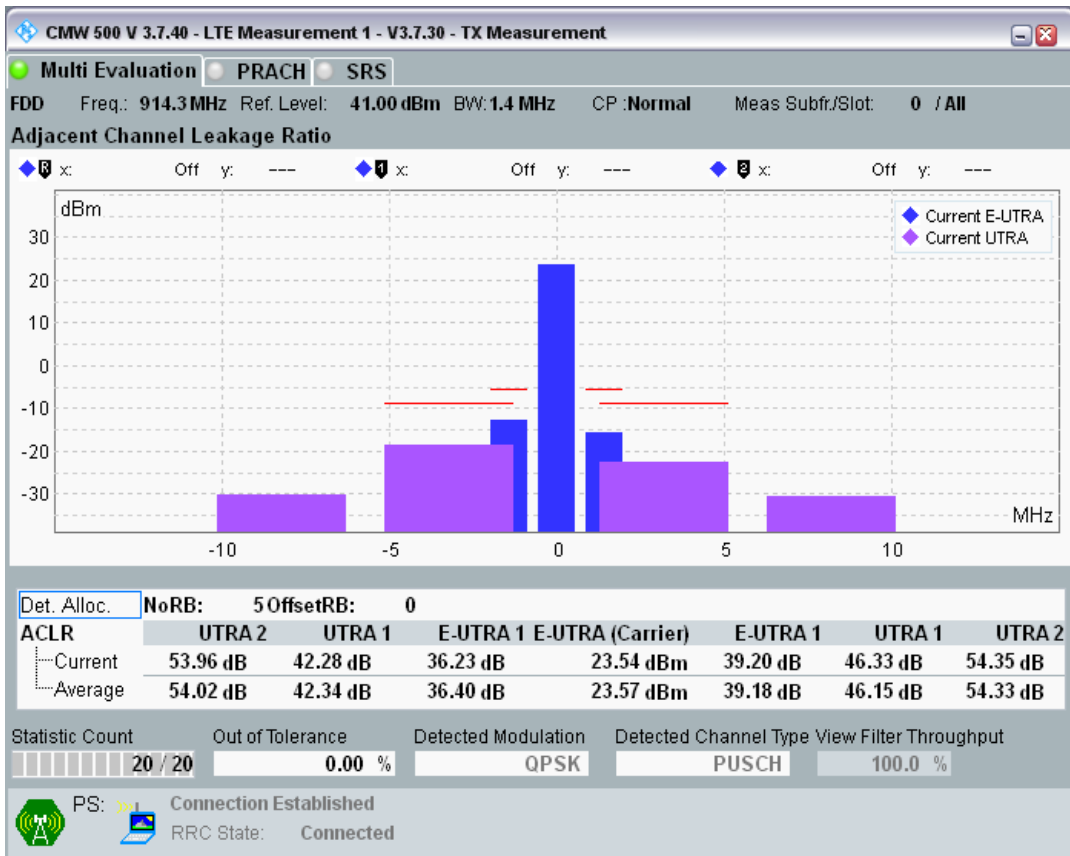 CMW 500 V 3.7.40 - LTE Measurement 1 - V3.7.30 - TX Measurement
Multi Evaluation PRACH SRS
FDD Freq.: 914.3 MHz Ref. Level: 41.00 dBm BW: 1.4 MHz CP :Normal Meas Subfr./Slot: 0 / All
Adjacent Channel Leakage Ratio
R x: Off y: --- 1 x: Off y: --- 2 x: Off y: ---
dBm
Current E-UTRA
Current UTRA
30
20
10
0
-10
-20
-30
MHz
-10 -5 0 5 10
Det. Alloc. NoRB: 5 OffsetRB: 0
ACLR UTRA 2 UTRA 1 E-UTRA 1 E-UTRA (Carrier) E-UTRA 1 UTRA 1 UTRA 2
Current 53.96 dB 42.28 dB 36.23 dB 23.54 dBm 39.20 dB 46.33 dB 54.35 dB
Average 54.02 dB 42.34 dB 36.40 dB 23.57 dBm 39.18 dB 46.15 dB 54.33 dB
Statistic Count Out of Tolerance Detected Modulation Detected Channel Type View Filter Throughput
20 / 20 0.00 % QPSK PUSCH 100.0 %
PS: Connection Established
RRC State: Connected